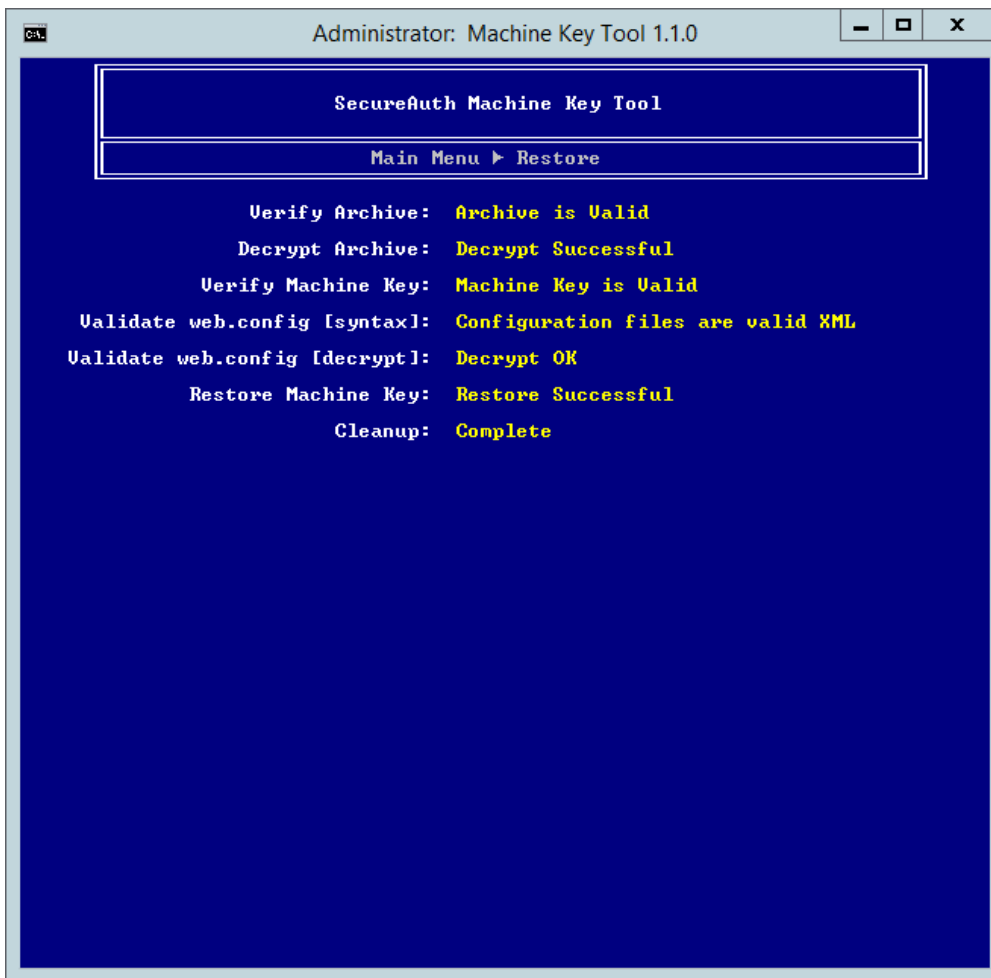 Administrator: Machine Key Tool 1.1.0
SecureAuth Machine Key Tool
Main Menu ► Restore
Verify Archive: Archive is Valid
Decrypt Archive: Decrypt Successful
Verify Machine Key: Machine Key is Valid
Validate web.config [syntax]: Configuration files are valid XML
Validate web.config [decrypt]: Decrypt OK
Restore Machine Key: Restore Successful
Cleanup: Complete